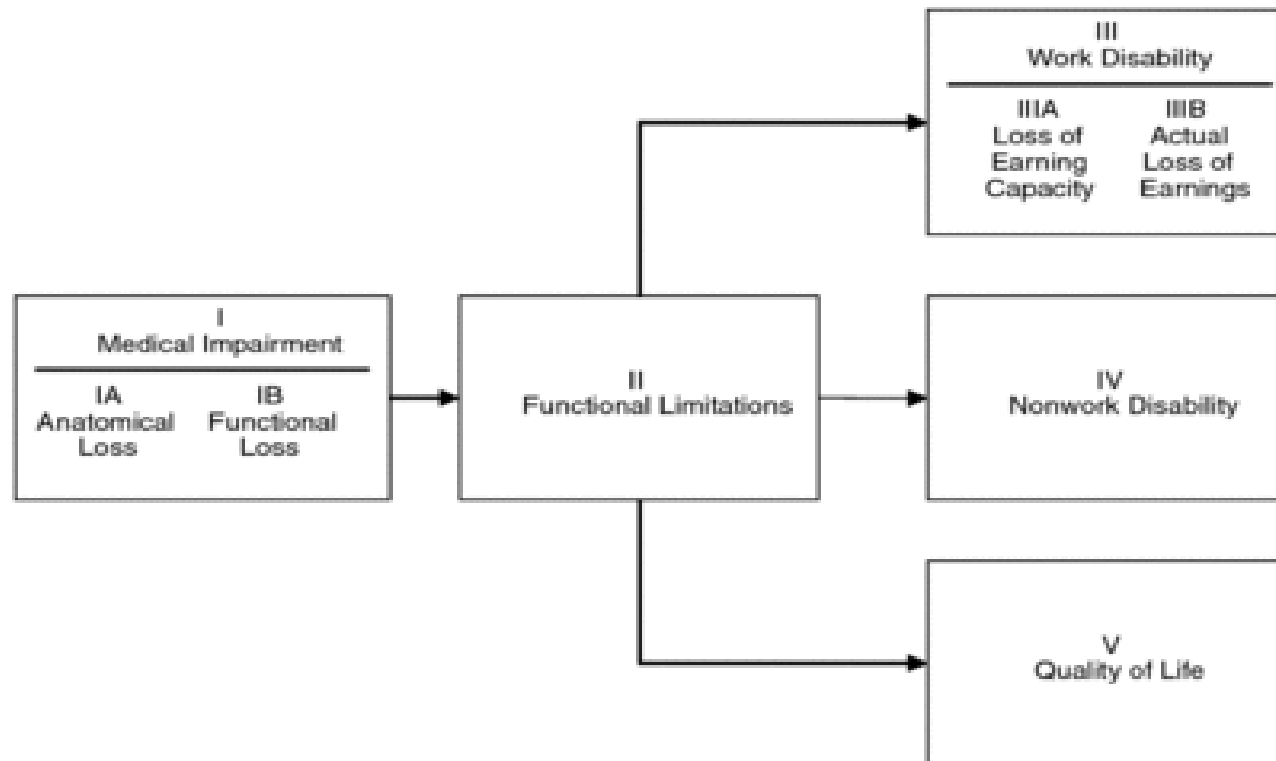 III
Work Disability
IIIA
Loss of
Earning
Capacity
IIIB
Actual
Loss of
Earnings
I
Medical Impairment
IA
Anatomical
Loss
IB
Functional
Loss
II
Functional Limitations
IV
Nonwork Disability
V
Quality of Life